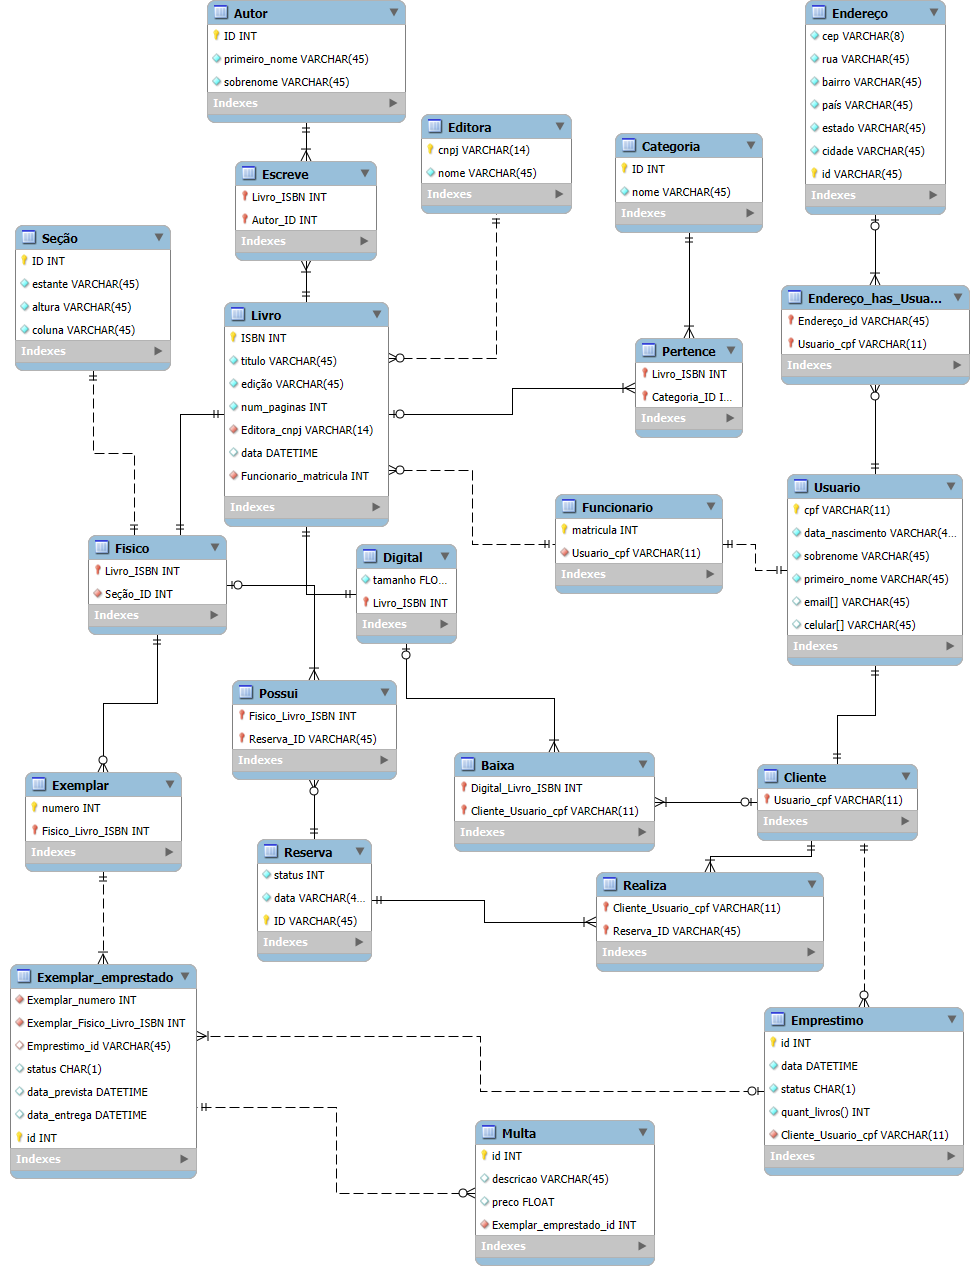 Autor
ID INT
primeiro_nome VARCHAR(45)
sobrenome VARCHAR(45)
Indexes
Endereço
cep VARCHAR(8)
rua VARCHAR(45)
bairro VARCHAR(45)
país VARCHAR(45)
estado VARCHAR(45)
cidade VARCHAR(45)
id VARCHAR(45)
Indexes
Editora
cnpj VARCHAR(14)
nome VARCHAR(45)
Indexes
Categoria
ID INT
nome VARCHAR(45)
Indexes
Escreve
Livro_ISBN INT
Autor_ID INT
Indexes
Seção
ID INT
estante VARCHAR(45)
altura VARCHAR(45)
coluna VARCHAR(45)
Indexes
Endereço_has_Usua...
Endereço_id VARCHAR(45)
Usuario_cpf VARCHAR(11)
Indexes
Livro
ISBN INT
titulo VARCHAR(45)
edição VARCHAR(45)
num_paginas INT
Editora_cnpj VARCHAR(14)
data DATETIME
Funcionario_matricula INT
Indexes
Pertence
Livro_ISBN INT
Categoria_ID I...
Indexes
Usuario
cpf VARCHAR(11)
data_nascimento VARCHAR(4...
sobrenome VARCHAR(45)
primeiro_nome VARCHAR(45)
email[] VARCHAR(45)
celular[] VARCHAR(45)
Indexes
Funcionario
matricula INT
Usuario_cpf VARCHAR(11)
Indexes
Fisico
Livro_ISBN INT
Seção_ID INT
Indexes
Digital
tamanho FLO...
Livro_ISBN INT
Indexes
Possui
Fisico_Livro_ISBN INT
Reserva_ID VARCHAR(45)
Indexes
Baixa
Digital_Livro_ISBN INT
Cliente_Usuario_cpf VARCHAR(11)
Indexes
Cliente
Usuario_cpf VARCHAR(11)
Indexes
Exemplar
numero INT
Fisico_Livro_ISBN INT
Indexes
Reserva
status INT
data VARCHAR(4...
ID VARCHAR(45)
Indexes
Realiza
Cliente_Usuario_cpf VARCHAR(11)
Reserva_ID VARCHAR(45)
Indexes
Exemplar_emprestado
Exemplar_numero INT
Exemplar_Fisico_Livro_ISBN INT
Emprestimo_id VARCHAR(45)
status CHAR(1)
data_prevista DATETIME
data_entrega DATETIME
id INT
Indexes
Emprestimo
id INT
data DATETIME
status CHAR(1)
quant_livros() INT
Cliente_Usuario_cpf VARCHAR(11)
Indexes
Multa
id INT
descricao VARCHAR(45)
preco FLOAT
Exemplar_emprestado_id INT
Indexes